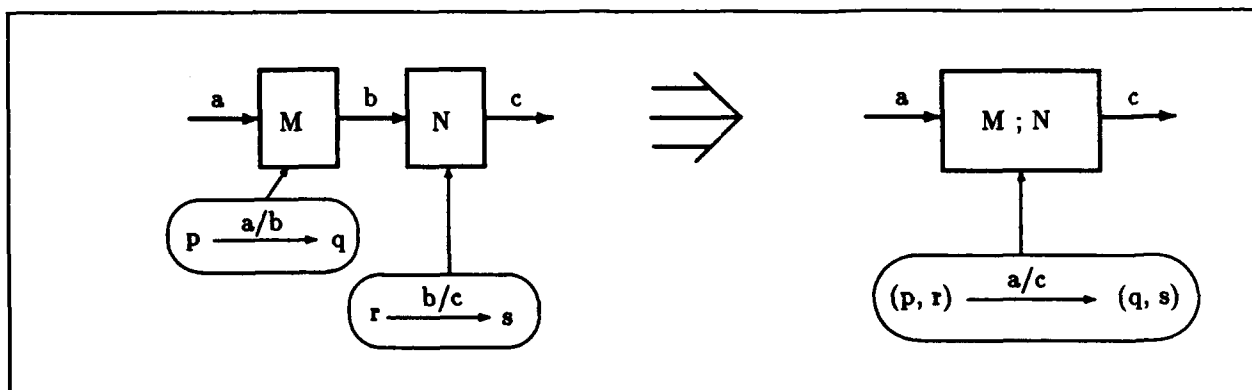 a
M
b
N
c
a/b
p q
b/c
r s
a
M ; N
c
a/c
(p, r) (q, s)